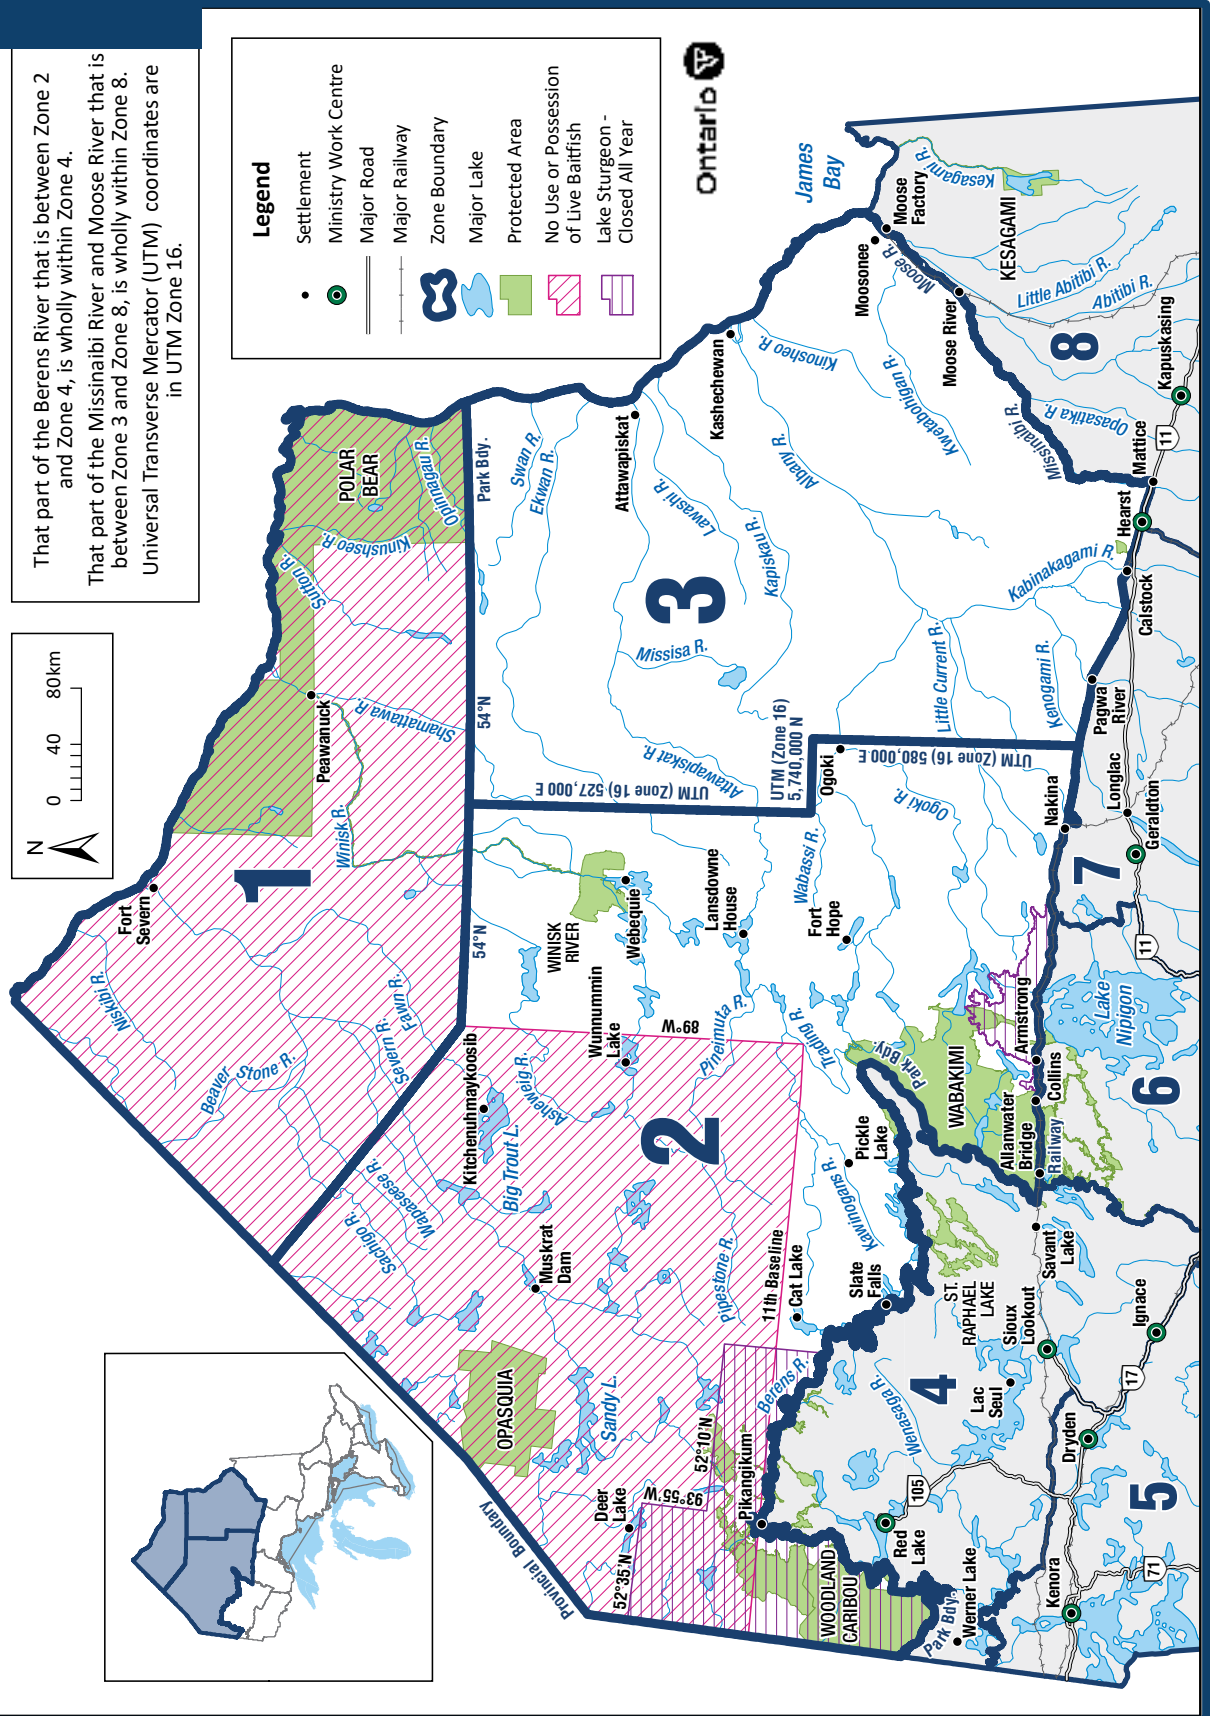 That part of the Berens River that is between Zone 2
and Zone 4, is wholly within Zone 4.
That part of the Missinaibi River and Moose River that is
between Zone 3 and Zone 8, is wholly within Zone 8.
Universal Transverse Mercator (UTM) coordinates are
in UTM Zone 16.
N
0
40
80km
Legend
Settlement
Ministry Work Centre
Major Road
Major Railway
Zone Boundary
Major Lake
Protected Area
No Use or Possession
of Live Baitfish
Lake Sturgeon -
Closed All Year
Ontario
James
Bay
1
Fort
Severn
Niskibi R.
Beaver
Stone R.
Severn R.
Fawn R.
Winisk R.
Peawanuck
Shamattawa R.
Sutton R.
Kinushseo R.
POLAR
BEAR
Opinnagau R.
Park Bdy.
54°N
54°N
Provincial Boundary
Sachigo R.
Wapaseese R.
Kitchenuhmaykoosib
Big Trout L.
Asheweig R.
Wunnummin
Lake
89°W
WINISK
RIVER
Webequie
Lansdowne
House
Pineimuta R.
2
Muskrat
Dam
OPASQUIA
Sandy L.
Pipestone R.
11th Baseline
Cat Lake
Deer
Lake
52°35'N
93°55'W
52°10'N
Pikangikum
Berens R.
WOODLAND
CARIBOU
Park Bdy.
Werner Lake
Kawinogans R.
Pickle
Lake
Slate
Falls
Trading R.
Park Bdy.
WABAKIMI
Fort
Hope
Wabassi R.
Ogoki
Ogoki R.
UTM (Zone 16) 527,000 E
UTM (Zone 16)
5,740,000 N
UTM (Zone 16) 580,000 E
3
Swan R.
Ekwan R.
Attawapiskat
Lawashi R.
Kapiskau R.
Missisa R.
Attawapiskat R.
Kashechewan
Albany R.
Kinosheo R.
Kwetabohigan R.
Moosonee
Moose
Factory
Moose R.
Moose River
Missinaibi R.
Little Current R.
Kenogami R.
Kabinakagami R.
Kesagami R.
KESAGAMI
Little Abitibi R.
Abitibi R.
8
Opasatika R.
Kapuskasing
11
Mattice
Hearst
Calstock
Pagwa
River
Longlac
Geraldton
Nakina
7
11
Lake
Nipigon
6
Armstrong
Collins
Allanwater
Bridge
Railway
Savant
Lake
ST.
RAPHAEL
LAKE
Sioux
Lookout
Ignace
17
Lac
Seul
4
Wenasaga R.
Red
Lake
105
Dryden
5
Kenora
71